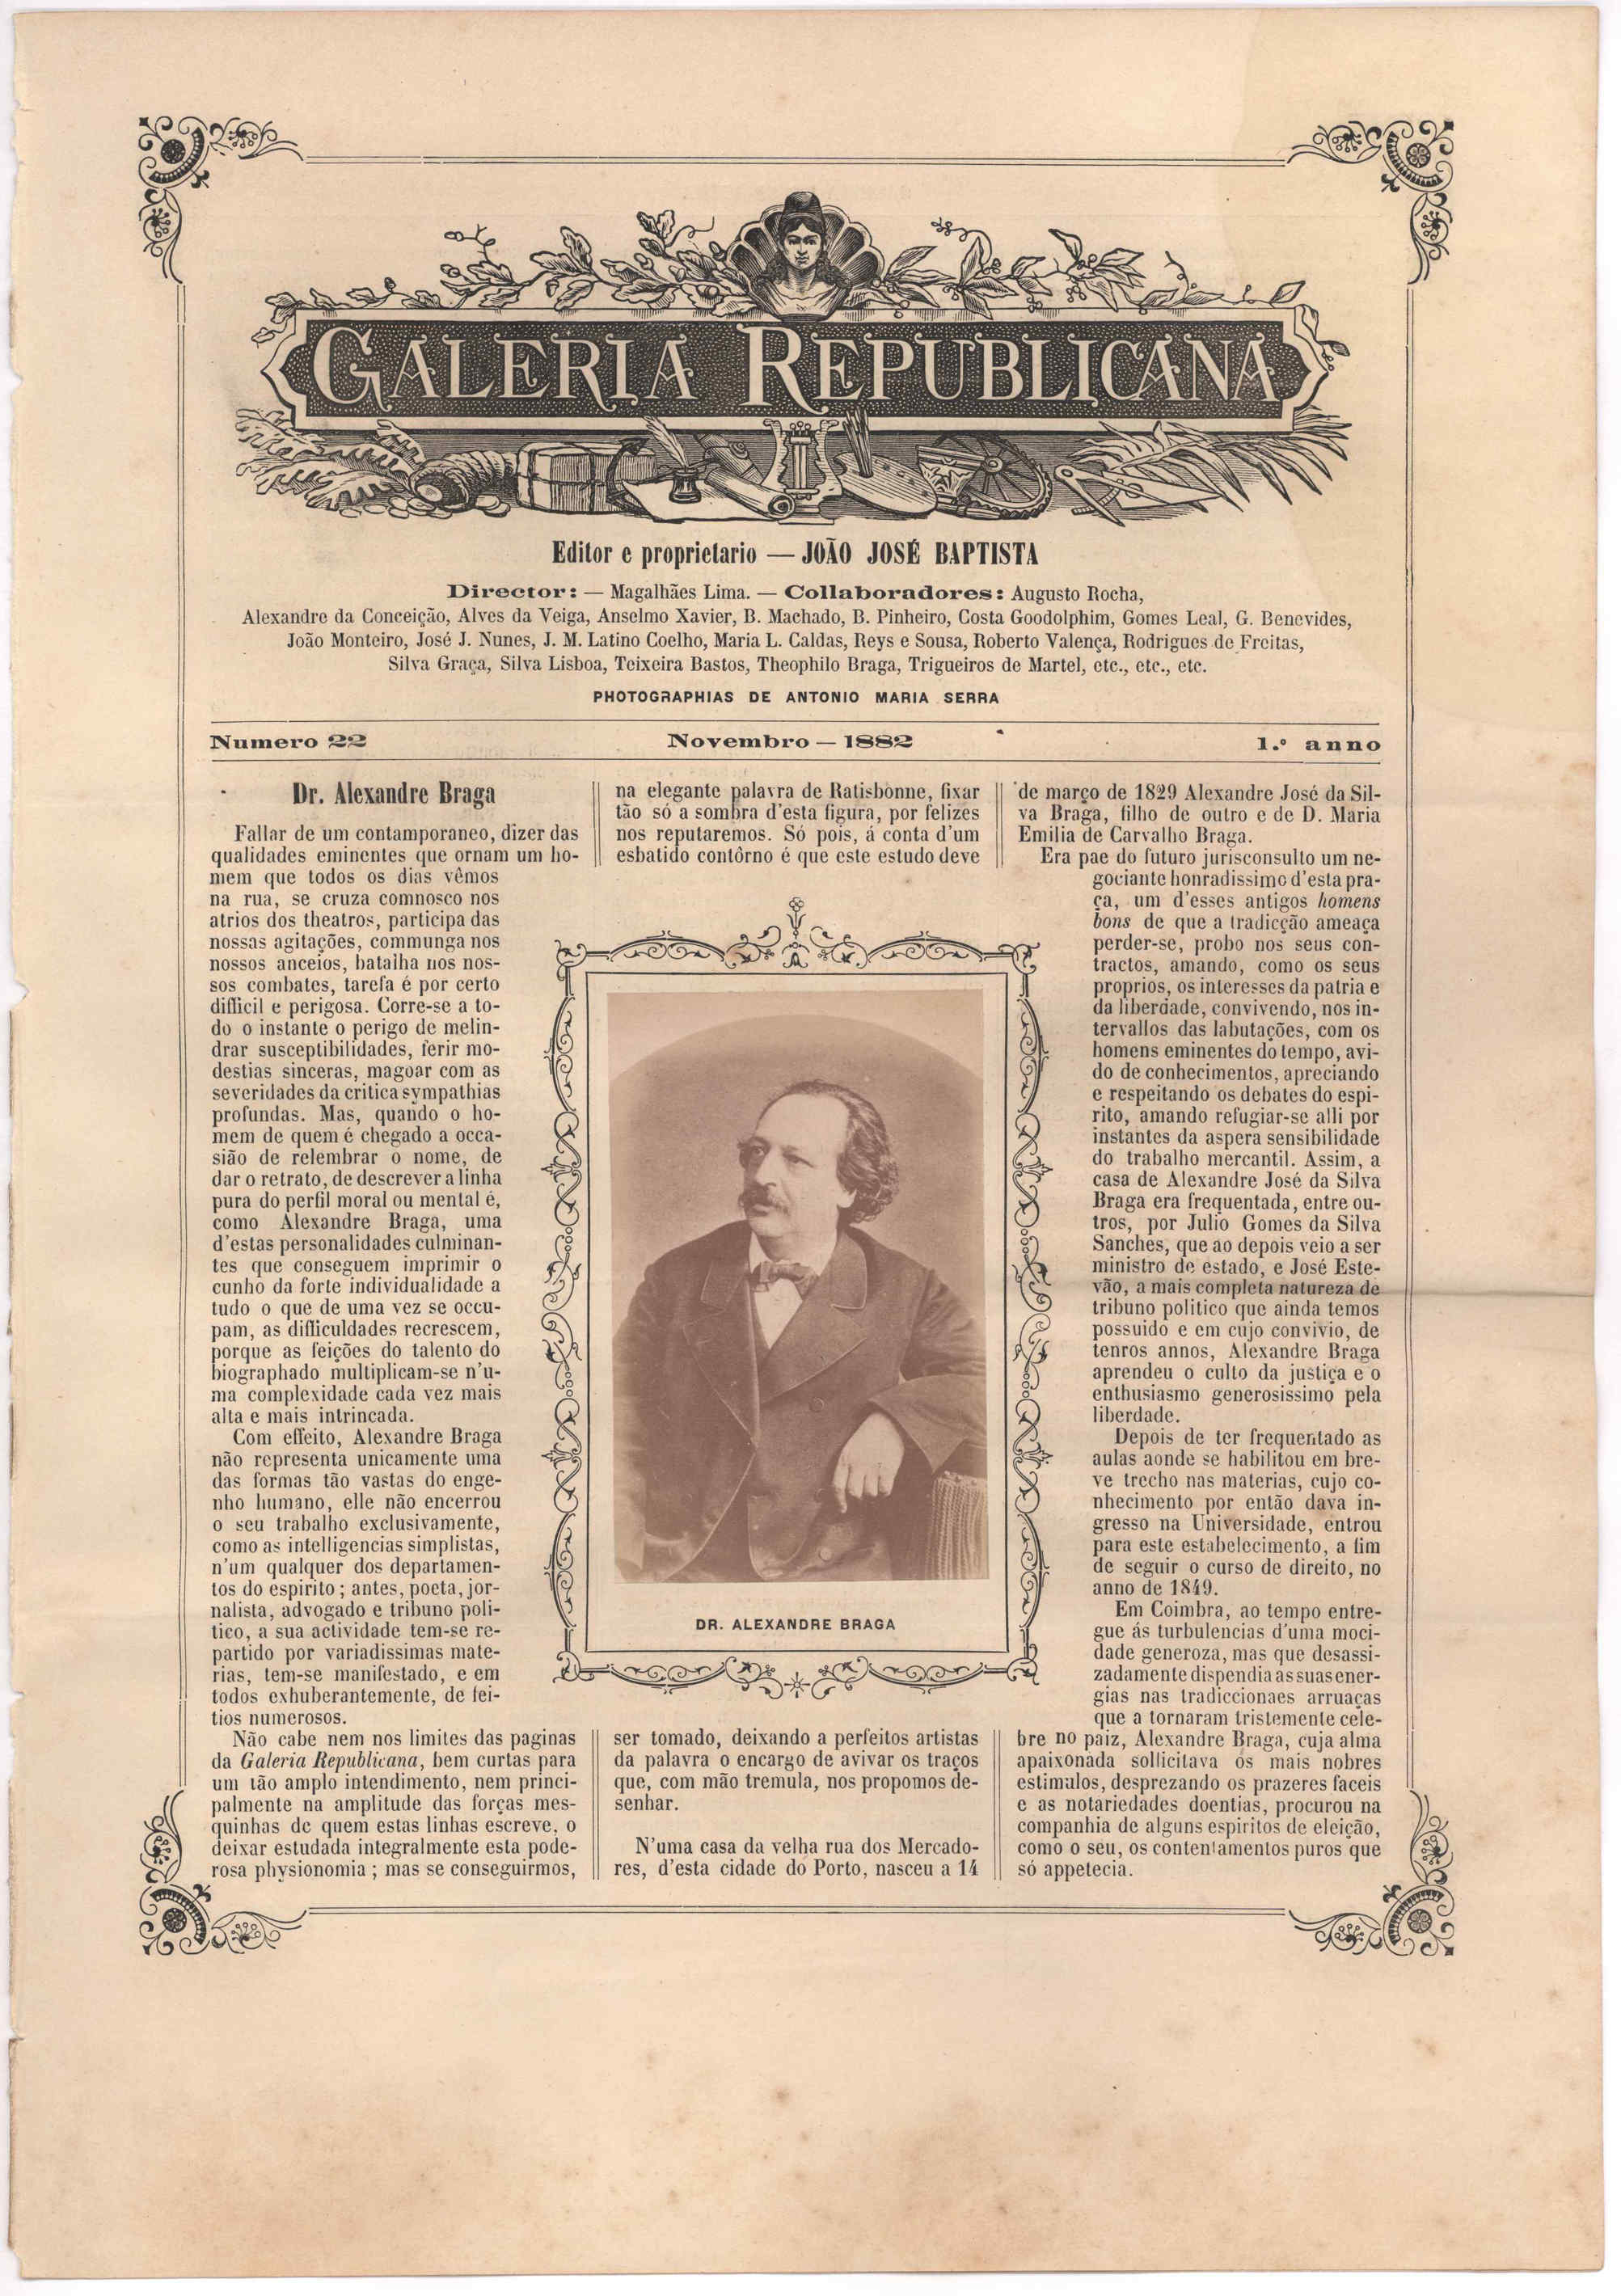 GALERIA REPUBLICANA
Editor e proprietario — JOÃO JOSÉ BAPTISTA
Director: — Magalhães Lima. — Collaboradores: Augusto Rocha,
Alexandre da Conceição, Alves da Veiga, Anselmo Xavier, B. Machado, B. Pinheiro, Costa Goodolphim, Gomes Leal, G. Benevides,
João Monteiro, José J. Nunes, J. M. Latino Coelho, Maria L. Caldas, Reys e Sousa, Roberto Valença, Rodrigues de Freitas,
Silva Graça, Silva Lisboa, Teixeira Bastos, Theophilo Braga, Trigueiros de Martel, etc., etc., etc.
PHOTOGRAPHIAS DE ANTONIO MARIA SERRA
Numero 22 Novembro — 1882 1.º anno
Dr. Alexandre Braga
Fallar de um contamporaneo, dizer das
qualidades eminentes que ornam um ho-
mem que todos os dias vêmos
na rua, se cruza comnosco nos
atrios dos theatros, participa das
nossas agitações, communga nos
nossos anceios, batalha nos nos-
sos combates, tarefa é por certo
difficil e perigosa. Corre-se a to-
do o instante o perigo de melin-
drar susceptibilidades, ferir mo-
destias sinceras, magoar com as
severidades da critica sympathias
profundas. Mas, quando o ho-
mem de quem é chegado a occa-
sião de relembrar o nome, de
dar o retrato, de descrever a linha
pura do perfil moral ou mental é,
como Alexandre Braga, uma
d'estas personalidades culminan-
tes que conseguem imprimir o
cunho da forte individualidade a
tudo o que de uma vez se occu-
pam, as difficuldades recrescem,
porque as feições do talento do
biographado multiplicam-se n'u-
ma complexidade cada vez mais
alta e mais intrincada.
Com effeito, Alexandre Braga
não representa unicamente uma
das formas tão vastas do enge-
nho humano, elle não encerrou
o seu trabalho exclusivamente,
como as intelligencias simplistas,
n'um qualquer dos departamen-
tos do espirito; antes, poeta, jor-
nalista, advogado e tribuno poli-
tico, a sua actividade tem-se re-
partido por variadissimas mate-
rias, tem-se manifestado, e em
todos exhuberantemente, de fei-
tios numerosos.
Não cabe nem nos limites das paginas
da Galeria Republicana, bem curtas para
um tão amplo intendimento, nem princi-
palmente na amplitude das forças mes-
quinhas de quem estas linhas escreve, o
deixar estudada integralmente esta pode-
rosa physionomia; mas se conseguirmos,
na elegante palavra de Ratisbonne, fixar
tão só a sombra d'esta figura, por felizes
nos reputaremos. Só pois, á conta d'um
esbatido contôrno é que este estudo deve
DR. ALEXANDRE BRAGA
ser tomado, deixando a perfeitos artistas
da palavra o encargo de avivar os traços
que, com mão tremula, nos propomos de-
senhar.
N'uma casa da velha rua dos Mercado-
res, d'esta cidade do Porto, nasceu a 14
de março de 1829 Alexandre José da Sil-
va Braga, filho de outro e de D. Maria
Emilia de Carvalho Braga.
Era pae do futuro jurisconsulto um ne-
gociante honradissimo d'esta pra-
ça, um d'esses antigos homens
bons de que a tradicção ameaça
perder-se, probo nos seus con-
tractos, amando, como os seus
proprios, os interesses da patria e
da liberdade, convivendo, nos in-
tervallos das labutações, com os
homens eminentes do tempo, avi-
do de conhecimentos, apreciando
e respeitando os debates do espi-
rito, amando refugiar-se alli por
instantes da aspera sensibilidade
do trabalho mercantil. Assim, a
casa de Alexandre José da Silva
Braga era frequentada, entre ou-
tros, por Julio Gomes da Silva
Sanches, que ao depois veio a ser
ministro de estado, e José Este-
vão, a mais completa natureza de
tribuno politico que ainda temos
possuido e em cujo convivio, de
tenros annos, Alexandre Braga
aprendeu o culto da justiça e o
enthusiasmo generosissimo pela
liberdade.
Depois de ter frequentado as
aulas aonde se habilitou em bre-
ve trecho nas materias, cujo co-
nhecimento por então dava in-
gresso na Universidade, entrou
para este estabelecimento, a fim
de seguir o curso de direito, no
anno de 1849.
Em Coimbra, ao tempo entre-
gue ás turbulencias d'uma moci-
dade generoza, mas que desassi-
zadamente dispendia as suas ener-
gias nas tradiccionaes arruaças
que a tornaram tristemente cele-
bre no paiz, Alexandre Braga, cuja alma
apaixonada sollicitava os mais nobres
estimulos, desprezando os prazeres faceis
e as notariedades doentias, procurou na
companhia de alguns espiritos de eleição,
como o seu, os contentamentos puros que
só appetecia.